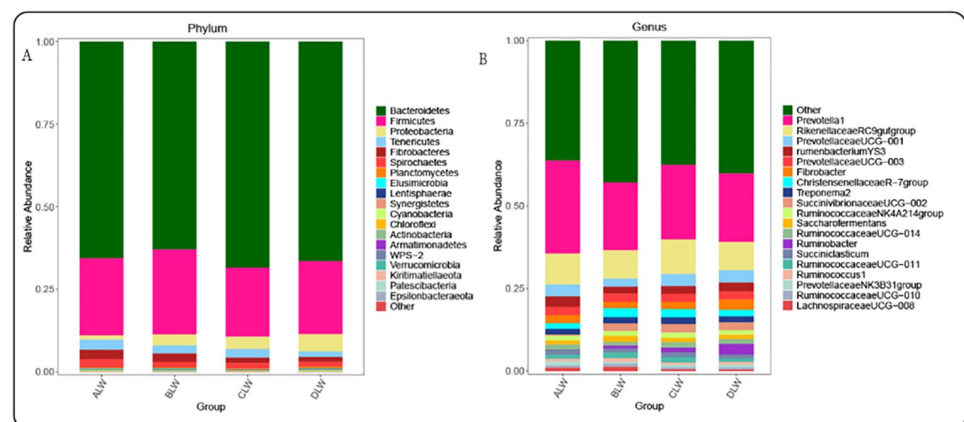 Phylum
A
1.00
0.75
0.50
0.25
0.00
Relative Abundance
ALW
BLW
CLW
DLW
Group
Bacteroidetes
Firmicutes
Proteobacteria
Tenericutes
Fibrobacteres
Spirochaetes
Planctomycetes
Elusimicrobia
Lentisphaerae
Synergistetes
Cyanobacteria
Chloroflexi
Actinobacteria
Armatimonadetes
WPS-2
Verrucomicrobia
Kiritimatiellaeota
Patescibacteria
Epsilonbacteraeota
Other
Genus
B
1.00
0.75
0.50
0.25
0.00
Relative Abundance
ALW
BLW
CLW
DLW
Group
Other
Prevotella1
RikenellaceaeRC9gutgroup
PrevotellaceaeUCG-001
rumenbacteriumYS3
PrevotellaceaeUCG-003
Fibrobacter
ChristensenellaceaeR-7group
Treponema2
SuccinivibrionaceaeUCG-002
RuminococcaceaeNK4A214group
Saccharofermentans
RuminococcaceaeUCG-014
Ruminobacter
Succiniclasticum
RuminococcaceaeUCG-011
Ruminococcus1
PrevotellaceaeNK3B31group
RuminococcaceaeUCG-010
LachnospiraceaeUCG-008